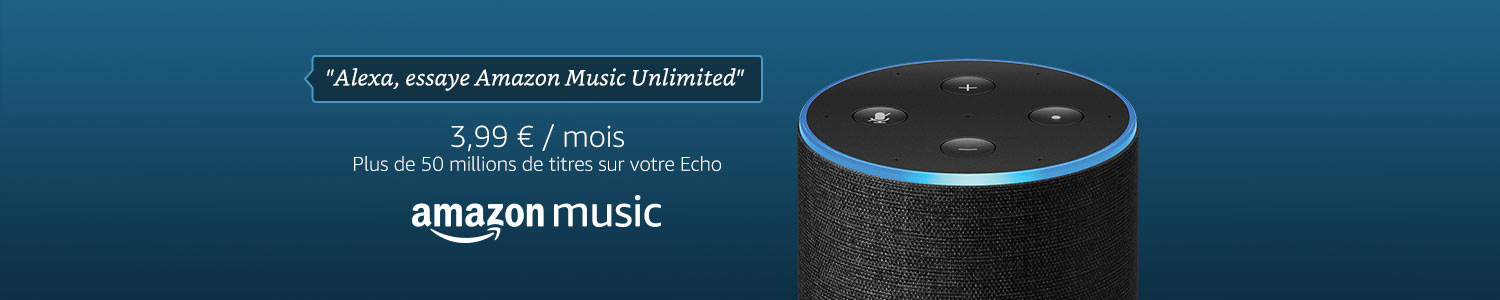 "Alexa, essaye Amazon Music Unlimited"
3,99 € / mois
Plus de 50 millions de titres sur votre Echo
amazon music